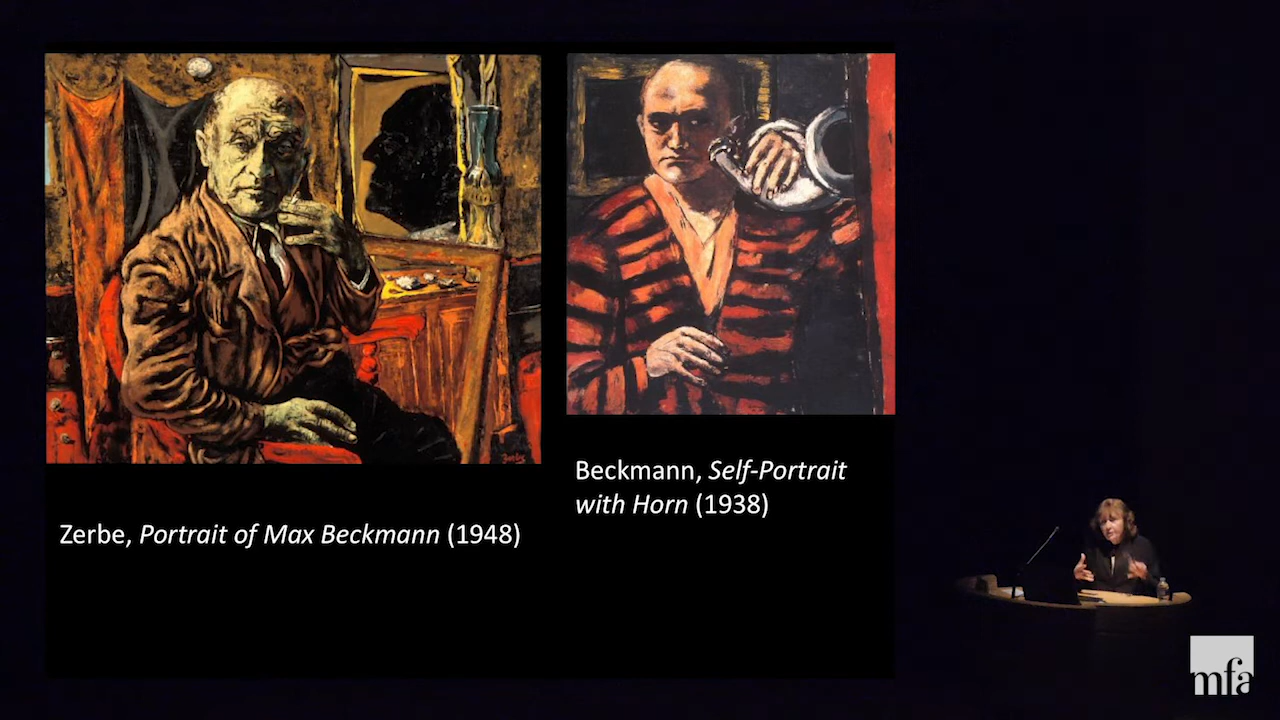 Zerbe, Portrait of Max Beckmann (1948)
Beckmann, Self-Portrait
with Horn (1938)
mfa